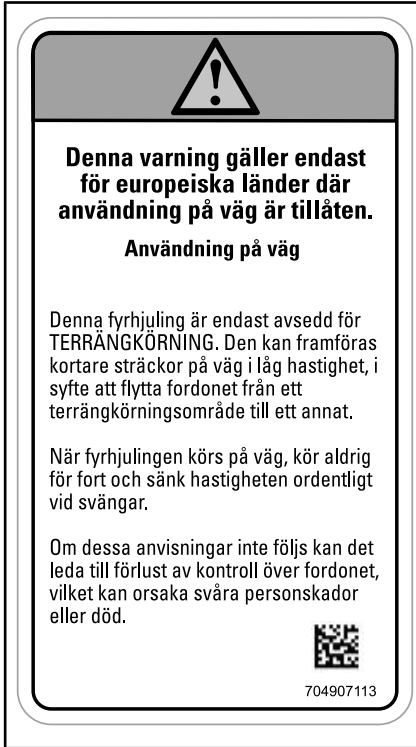 Denna varning gäller endast
för europeiska länder där
användning på väg är tillåten.
Användning på väg
Denna fyrhjuling är endast avsedd för
TERRÄNGKÖRNING. Den kan framföras
kortare sträckor på väg i låg hastighet, i
syfte att flytta fordonet från ett
terrängkörningsområde till ett annat.
När fyrhjulingen körs på väg, kör aldrig
för fort och sänk hastigheten ordentligt
vid svängar.
Om dessa anvisningar inte följs kan det
leda till förlust av kontroll över fordonet,
vilket kan orsaka svåra personskador
eller död.
704907113